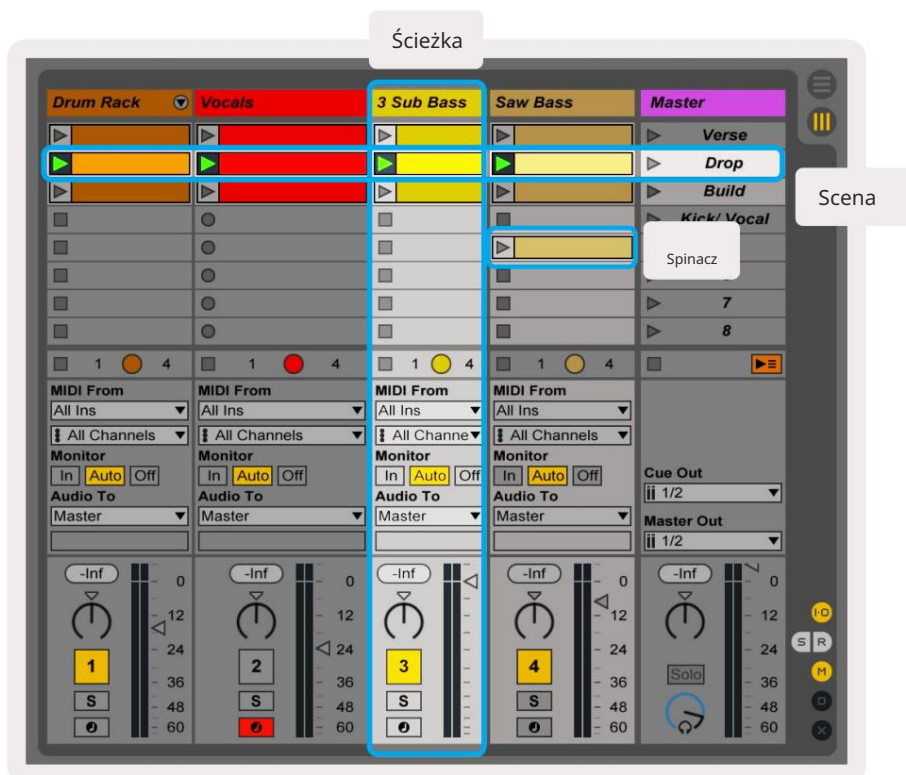 Ścieżka
Drum Rack Vocals 3 Sub Bass Saw Bass Master
Verse
Drop
Scena
Build
Kick/ Vocal
Spinacz
7
8
1 4 1 4 1 4 1 4
MIDI From MIDI From MIDI From MIDI From
All Ins All Ins All Ins All Ins
All Channels All Channels All Channe All Channels
Monitor Monitor Monitor Monitor
In Auto Off In Auto Off In Auto Off In Auto Off Cue Out
Audio To Audio To Audio To Audio To
1/2
Master Master Master Master
Master Out
1/2
-Inf -Inf -Inf -Inf -Inf
0 0 0 0
12 12 12 12 I·O
24 24 24 24 S R
1 2 3 4 Solo M
36 36 36 36
S S S S D
48 48 48 48
60 60 60 60